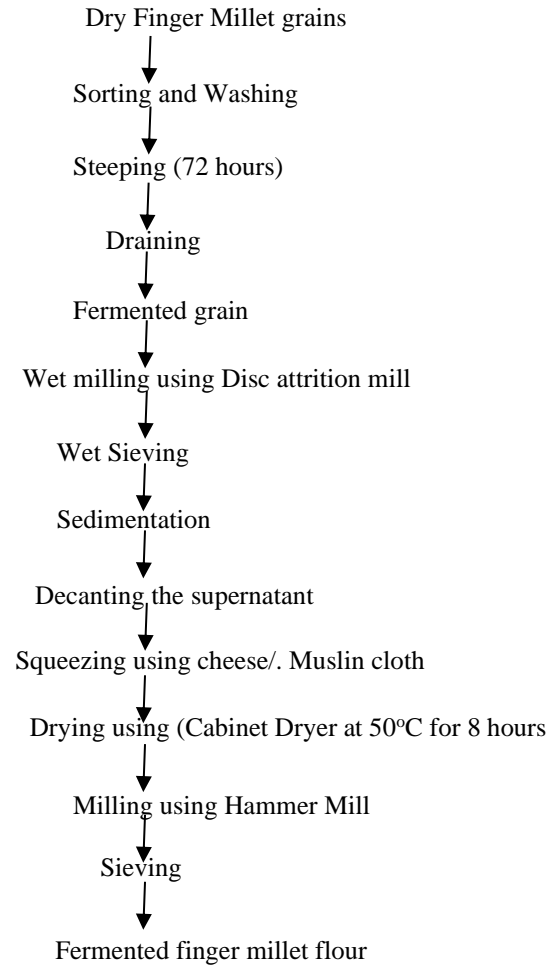 Dry Finger Millet grains
Sorting and Washing
Steeping (72 hours)
Draining
Fermented grain
Wet milling using Disc attrition mill
Wet Sieving
Sedimentation
Decanting the supernatant
Squeezing using cheese/. Muslin cloth
Drying using (Cabinet Dryer at 50°C for 8 hours
Milling using Hammer Mill
Sieving
Fermented finger millet flour